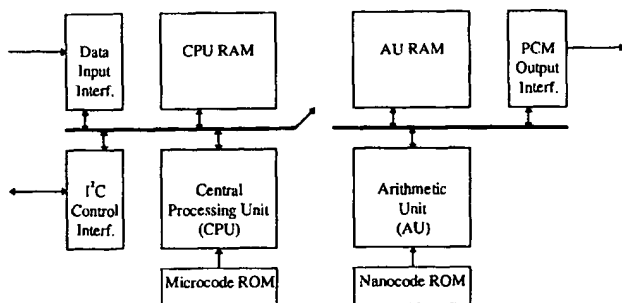 Data
Input
Interf.
CPU RAM
AU RAM
PCM
Output
Interf.
I²C
Control
Interf.
Central
Processing Unit
(CPU)
Arithmetic
Unit
(AU)
Microcode ROM
Nanocode ROM